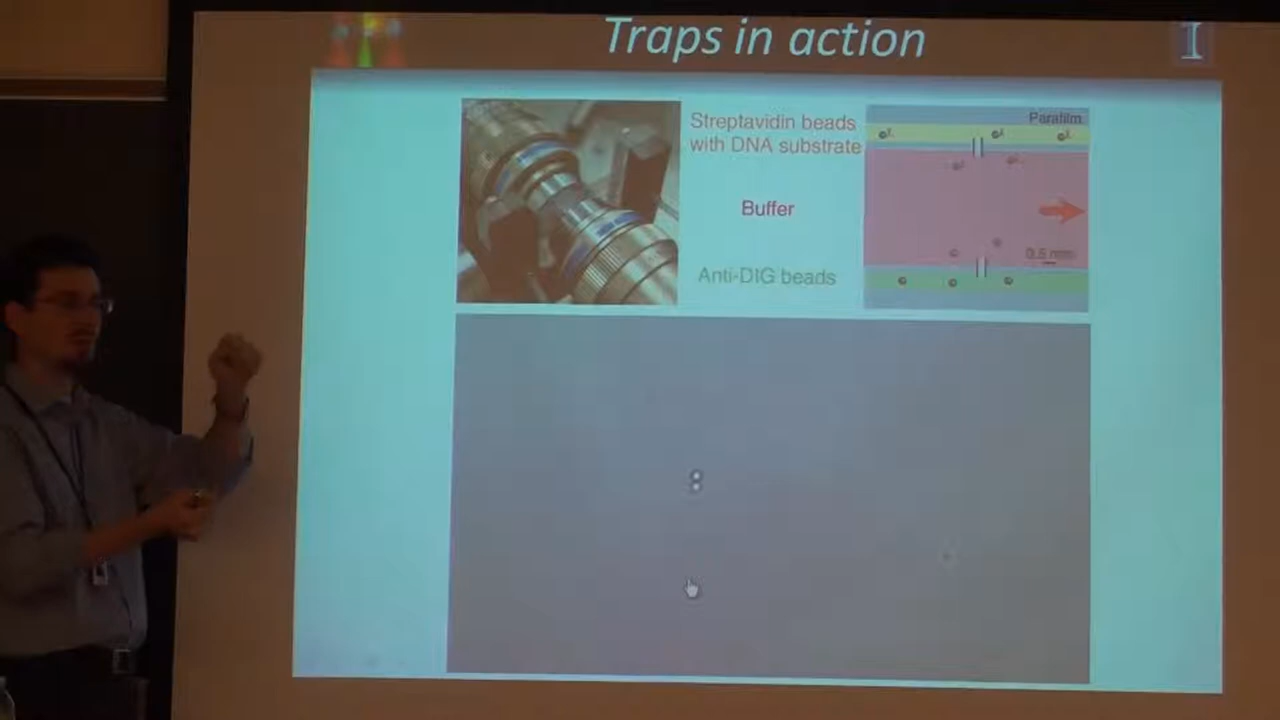 Traps in action
I
Streptavidin beads
with DNA substrate
Parafilm
Buffer
0.5 mm
Anti-DIG beads